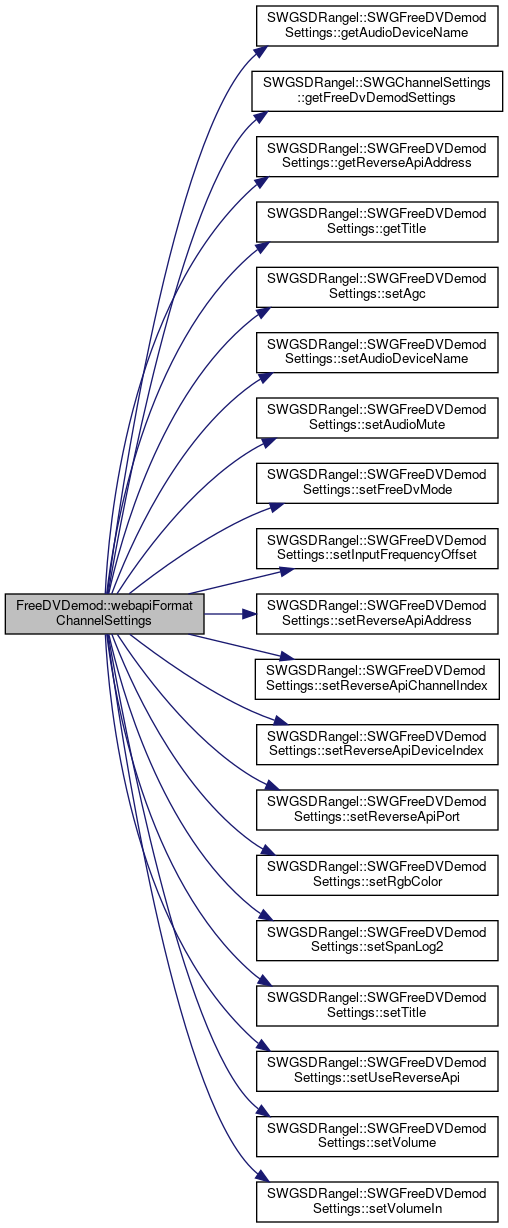 SWGSDRangel::SWGFreeDVDemod
Settings::getAudioDeviceName
SWGSDRangel::SWGChannelSettings
::getFreeDvDemodSettings
SWGSDRangel::SWGFreeDVDemod
Settings::getReverseApiAddress
SWGSDRangel::SWGFreeDVDemod
Settings::getTitle
SWGSDRangel::SWGFreeDVDemod
Settings::setAgc
SWGSDRangel::SWGFreeDVDemod
Settings::setAudioDeviceName
SWGSDRangel::SWGFreeDVDemod
Settings::setAudioMute
SWGSDRangel::SWGFreeDVDemod
Settings::setFreeDvMode
SWGSDRangel::SWGFreeDVDemod
Settings::setInputFrequencyOffset
FreeDVDemod::webapiFormat
ChannelSettings
SWGSDRangel::SWGFreeDVDemod
Settings::setReverseApiAddress
SWGSDRangel::SWGFreeDVDemod
Settings::setReverseApiChannelIndex
SWGSDRangel::SWGFreeDVDemod
Settings::setReverseApiDeviceIndex
SWGSDRangel::SWGFreeDVDemod
Settings::setReverseApiPort
SWGSDRangel::SWGFreeDVDemod
Settings::setRgbColor
SWGSDRangel::SWGFreeDVDemod
Settings::setSpanLog2
SWGSDRangel::SWGFreeDVDemod
Settings::setTitle
SWGSDRangel::SWGFreeDVDemod
Settings::setUseReverseApi
SWGSDRangel::SWGFreeDVDemod
Settings::setVolume
SWGSDRangel::SWGFreeDVDemod
Settings::setVolumeIn